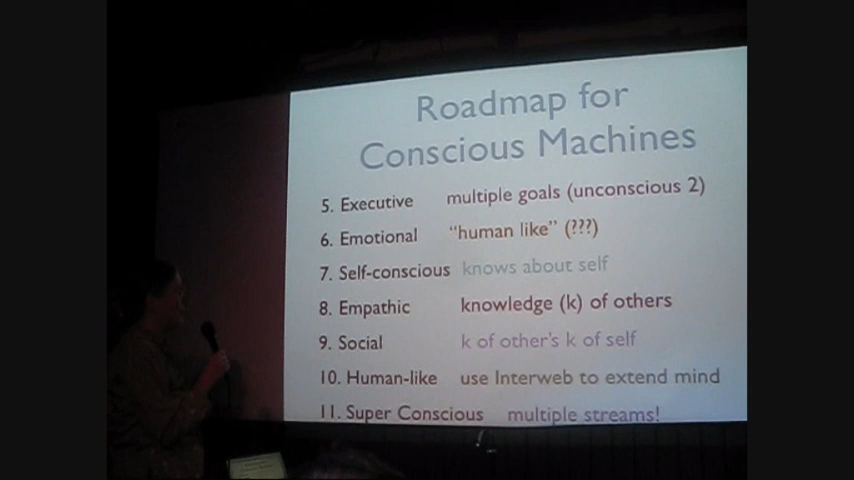 Roadmap for
Conscious Machines
5. Executive multiple goals (unconscious 2)
6. Emotional “human like” (???)
7. Self-conscious knows about self
8. Empathic knowledge (k) of others
9. Social k of other's k of self
10. Human-like use Interweb to extend mind
11. Super Conscious multiple streams!